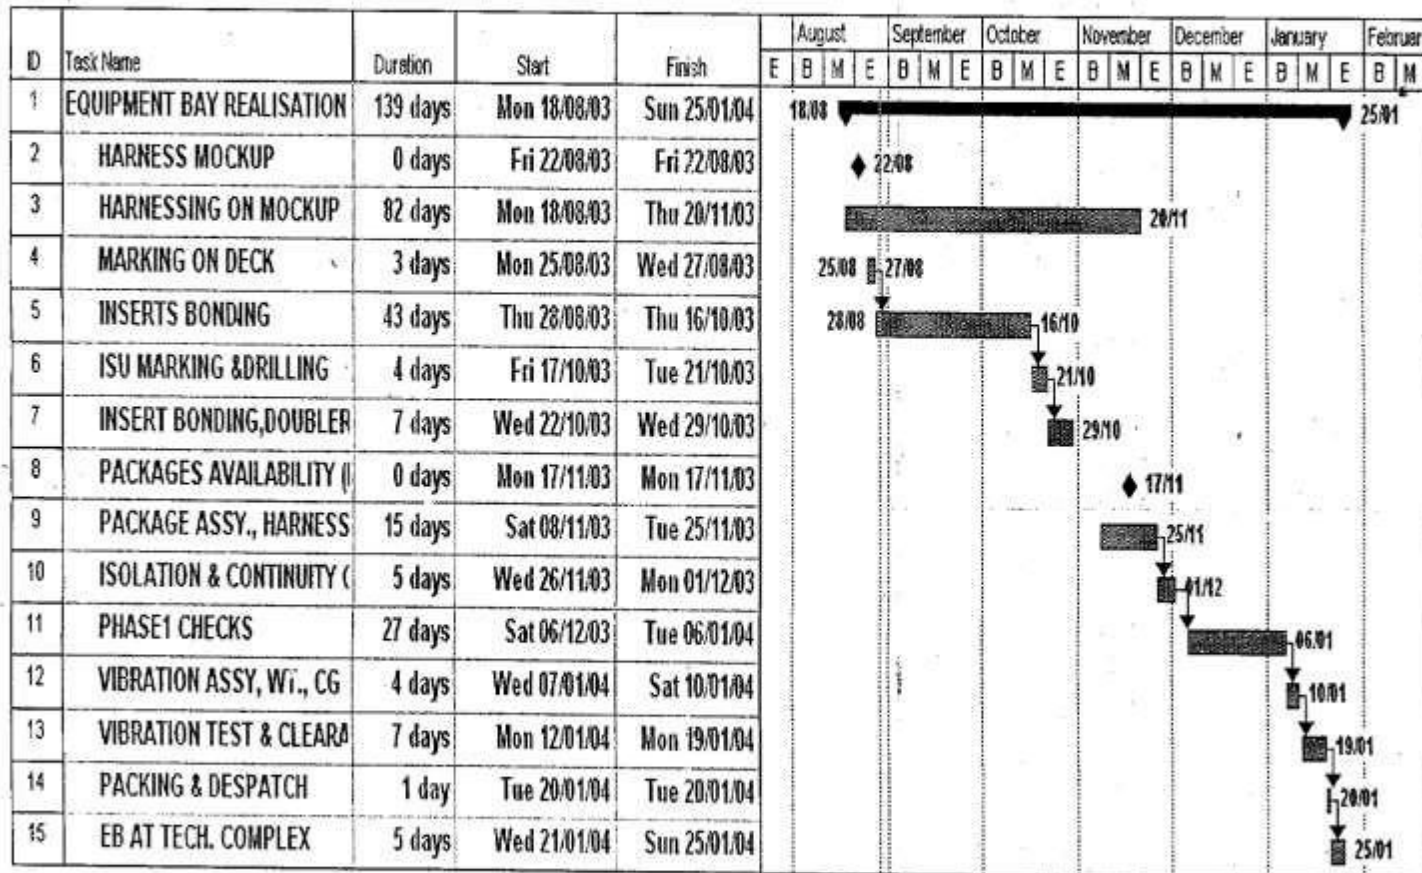 August September October November December January Februar
ID Task Name Duration Start Finish E B M E B M E B M E B M E B M E B M E B M
1 EQUIPMENT BAY REALISATION 139 days Mon 18/08/03 Sun 25/01/04 18/08 25/01
2 HARNESS MOCKUP 0 days Fri 22/08/03 Fri 22/08/03 22/08
3 HARNESSING ON MOCKUP 82 days Mon 18/08/03 Thu 20/11/03 20/11
4 MARKING ON DECK 3 days Mon 25/08/03 Wed 27/08/03 25/08 27/08
5 INSERTS BONDING 43 days Thu 28/08/03 Thu 16/10/03 28/08 16/10
6 ISU MARKING &DRILLING 4 days Fri 17/10/03 Tue 21/10/03 21/10
7 INSERT BONDING,DOUBLER 7 days Wed 22/10/03 Wed 29/10/03 29/10
8 PACKAGES AVAILABILITY ( 0 days Mon 17/11/03 Mon 17/11/03 17/11
9 PACKAGE ASSY., HARNESS 15 days Sat 08/11/03 Tue 25/11/03 25/11
10 ISOLATION & CONTINUITY ( 5 days Wed 26/11/03 Mon 01/12/03 01/12
11 PHASE1 CHECKS 27 days Sat 06/12/03 Tue 06/01/04 06/01
12 VIBRATION ASSY, WT., CG 4 days Wed 07/01/04 Sat 10/01/04 10/01
13 VIBRATION TEST & CLEARA 7 days Mon 12/01/04 Mon 19/01/04 19/01
14 PACKING & DESPATCH 1 day Tue 20/01/04 Tue 20/01/04 20/01
15 EB AT TECH. COMPLEX 5 days Wed 21/01/04 Sun 25/01/04 25/01